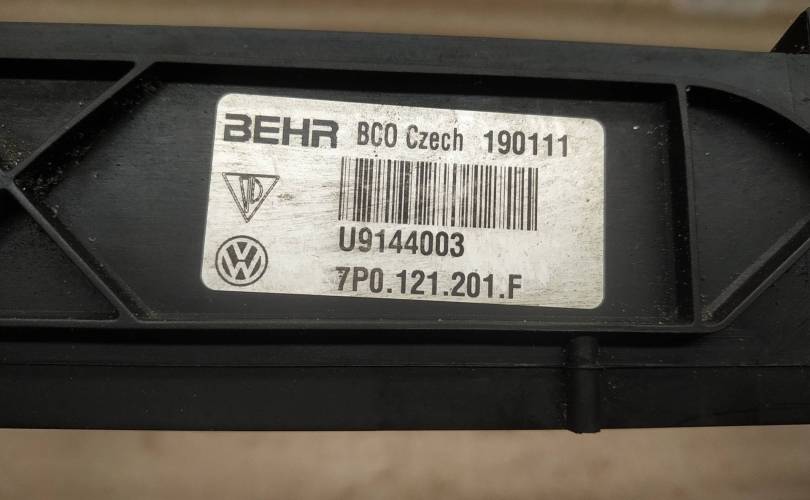 BEHR BCO Czech 190111
U9144003
7P0.121.201.F